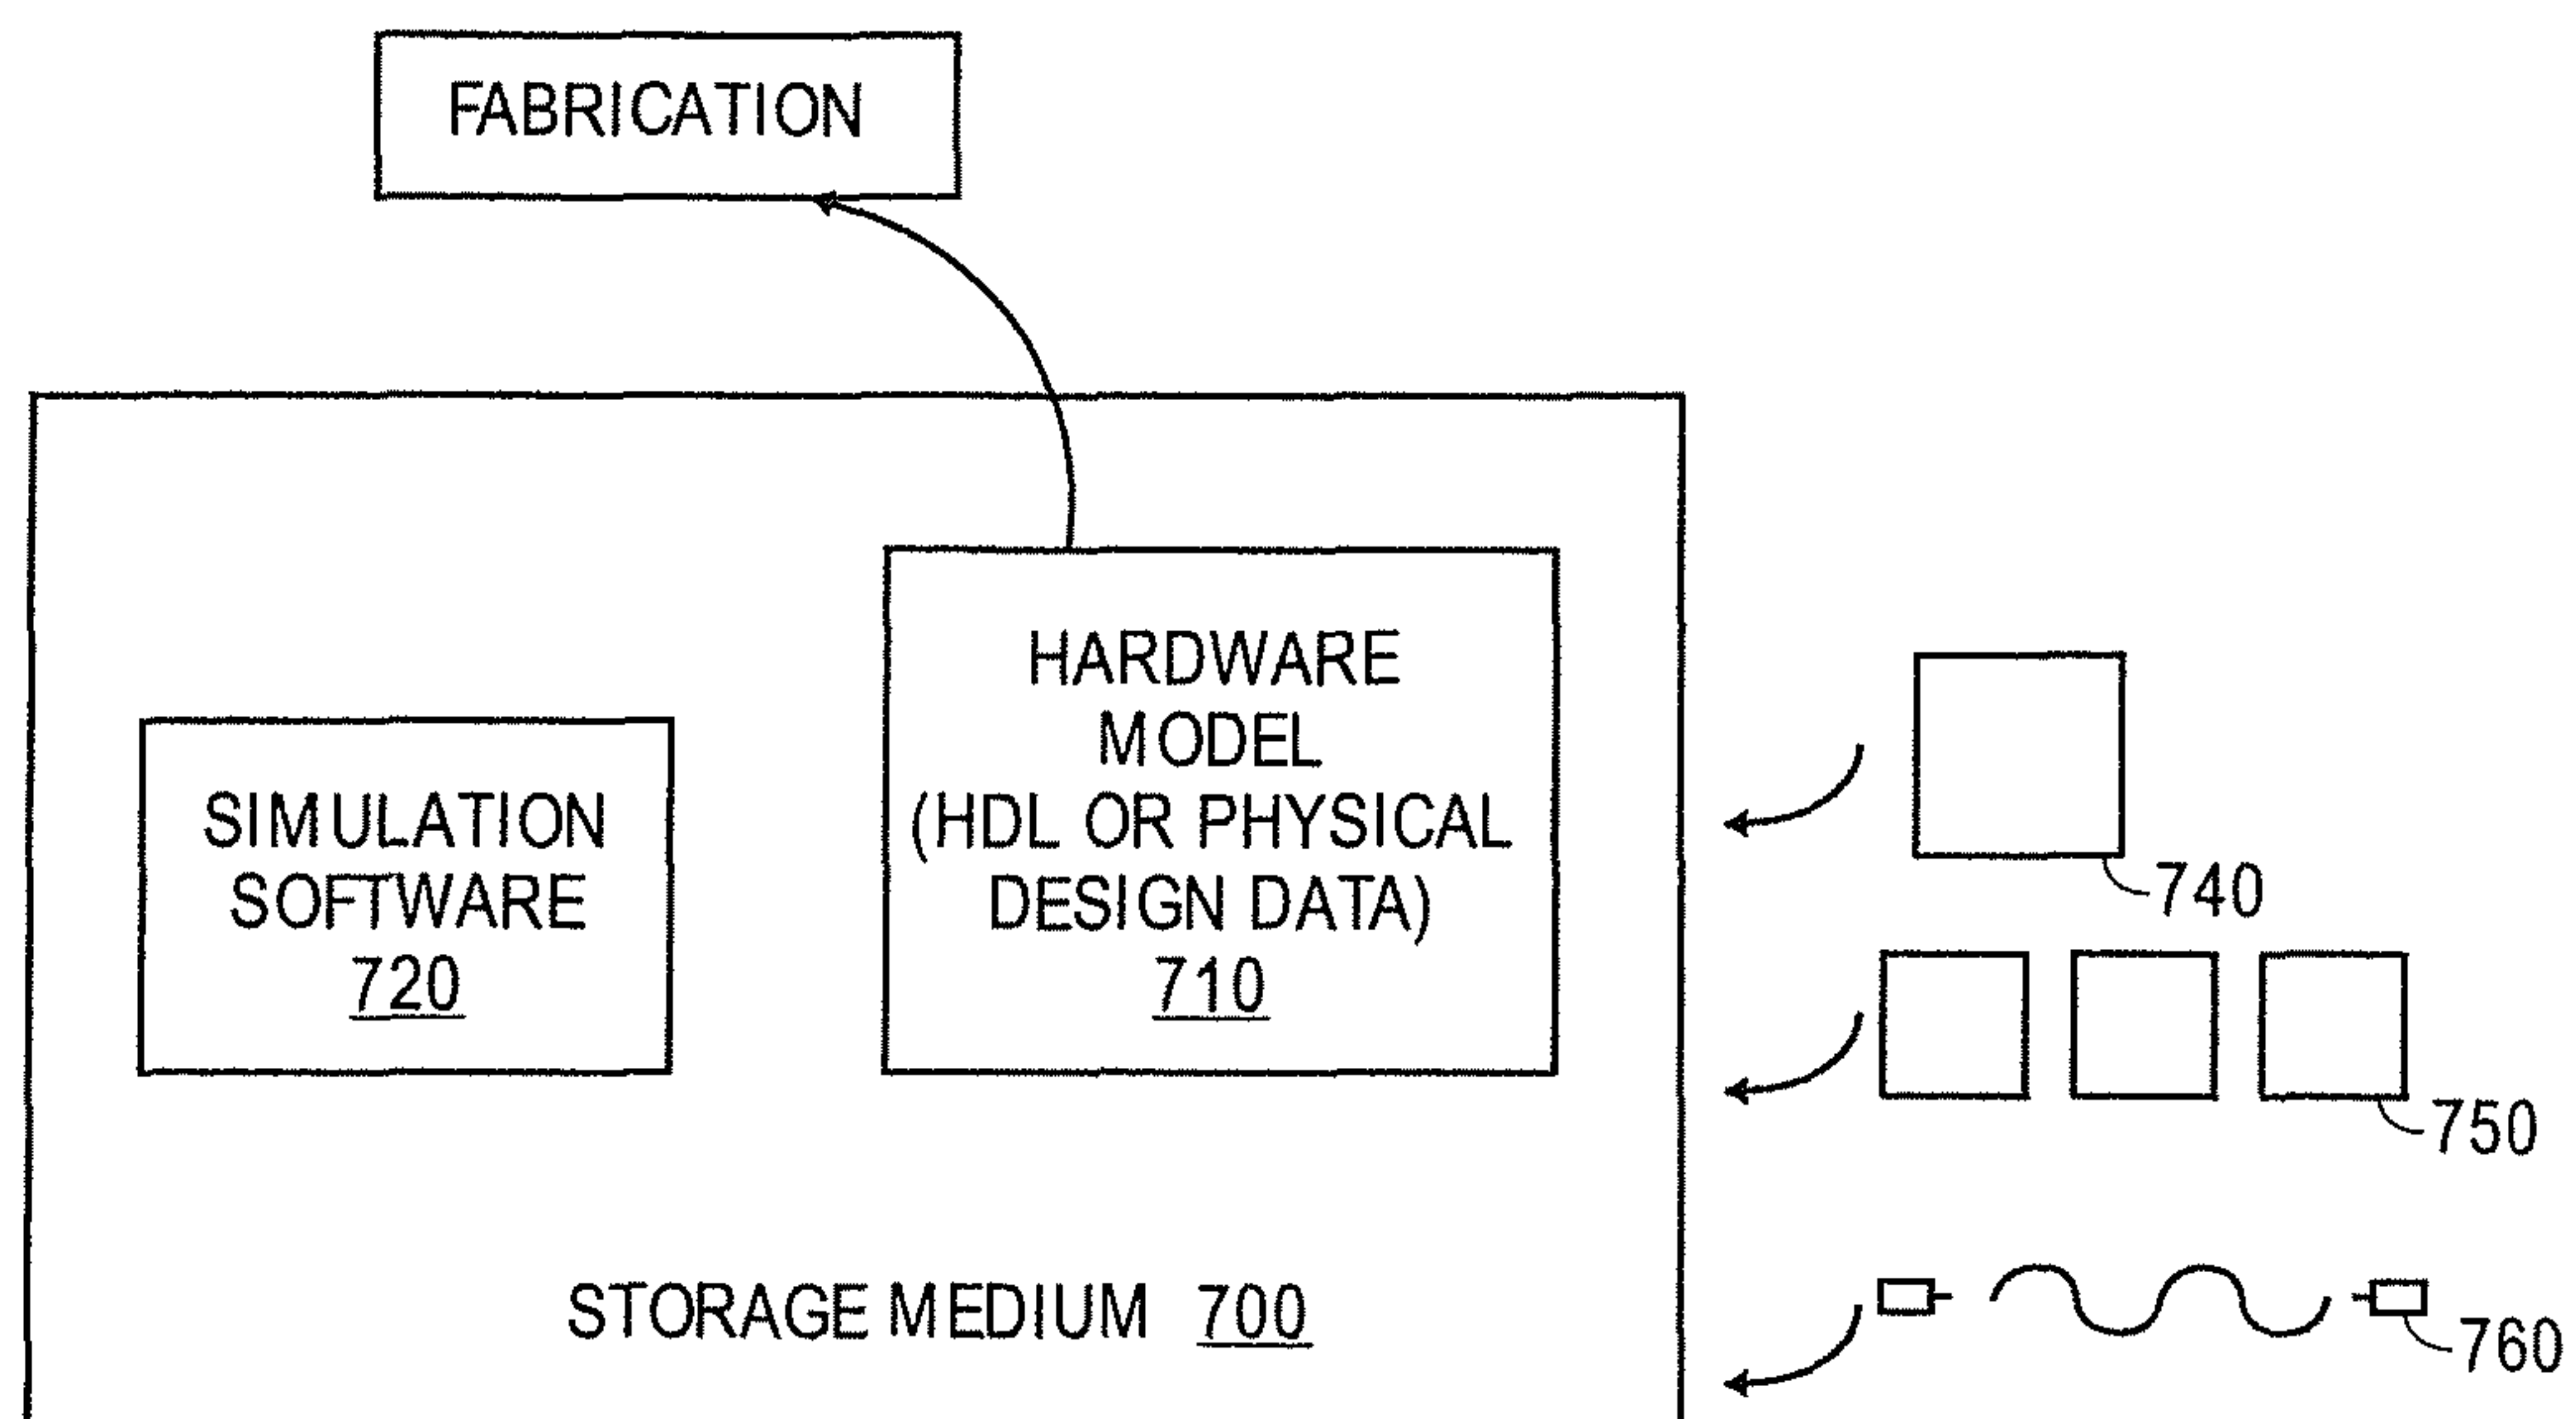 FABRICATION
HARDWARE
MODEL
(HDL OR PHYSICAL
DESIGN DATA)
710
SIMULATION
SOFTWARE
720
740
750
STORAGE MEDIUM 700
760